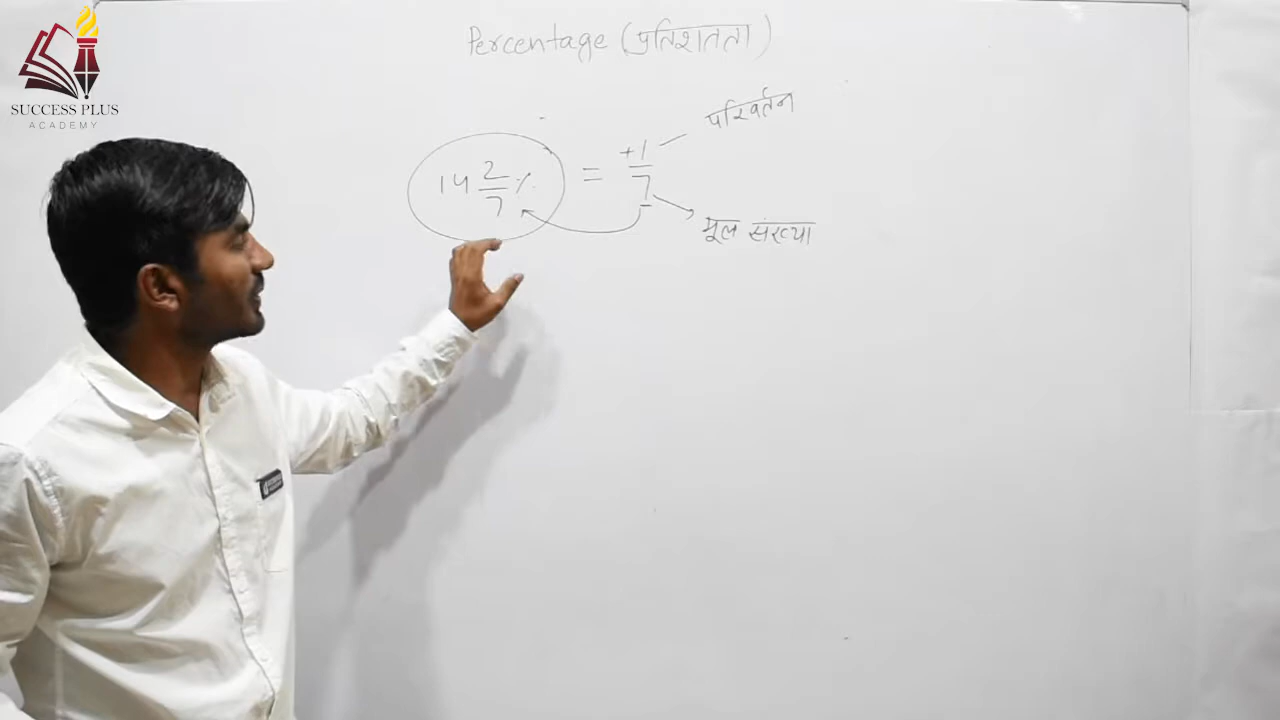 SUCCESS PLUS
ACADEMY
Percentage (प्रतिशतता)
परिवर्तन
14 2/7 % = +1/7
मूल संख्या